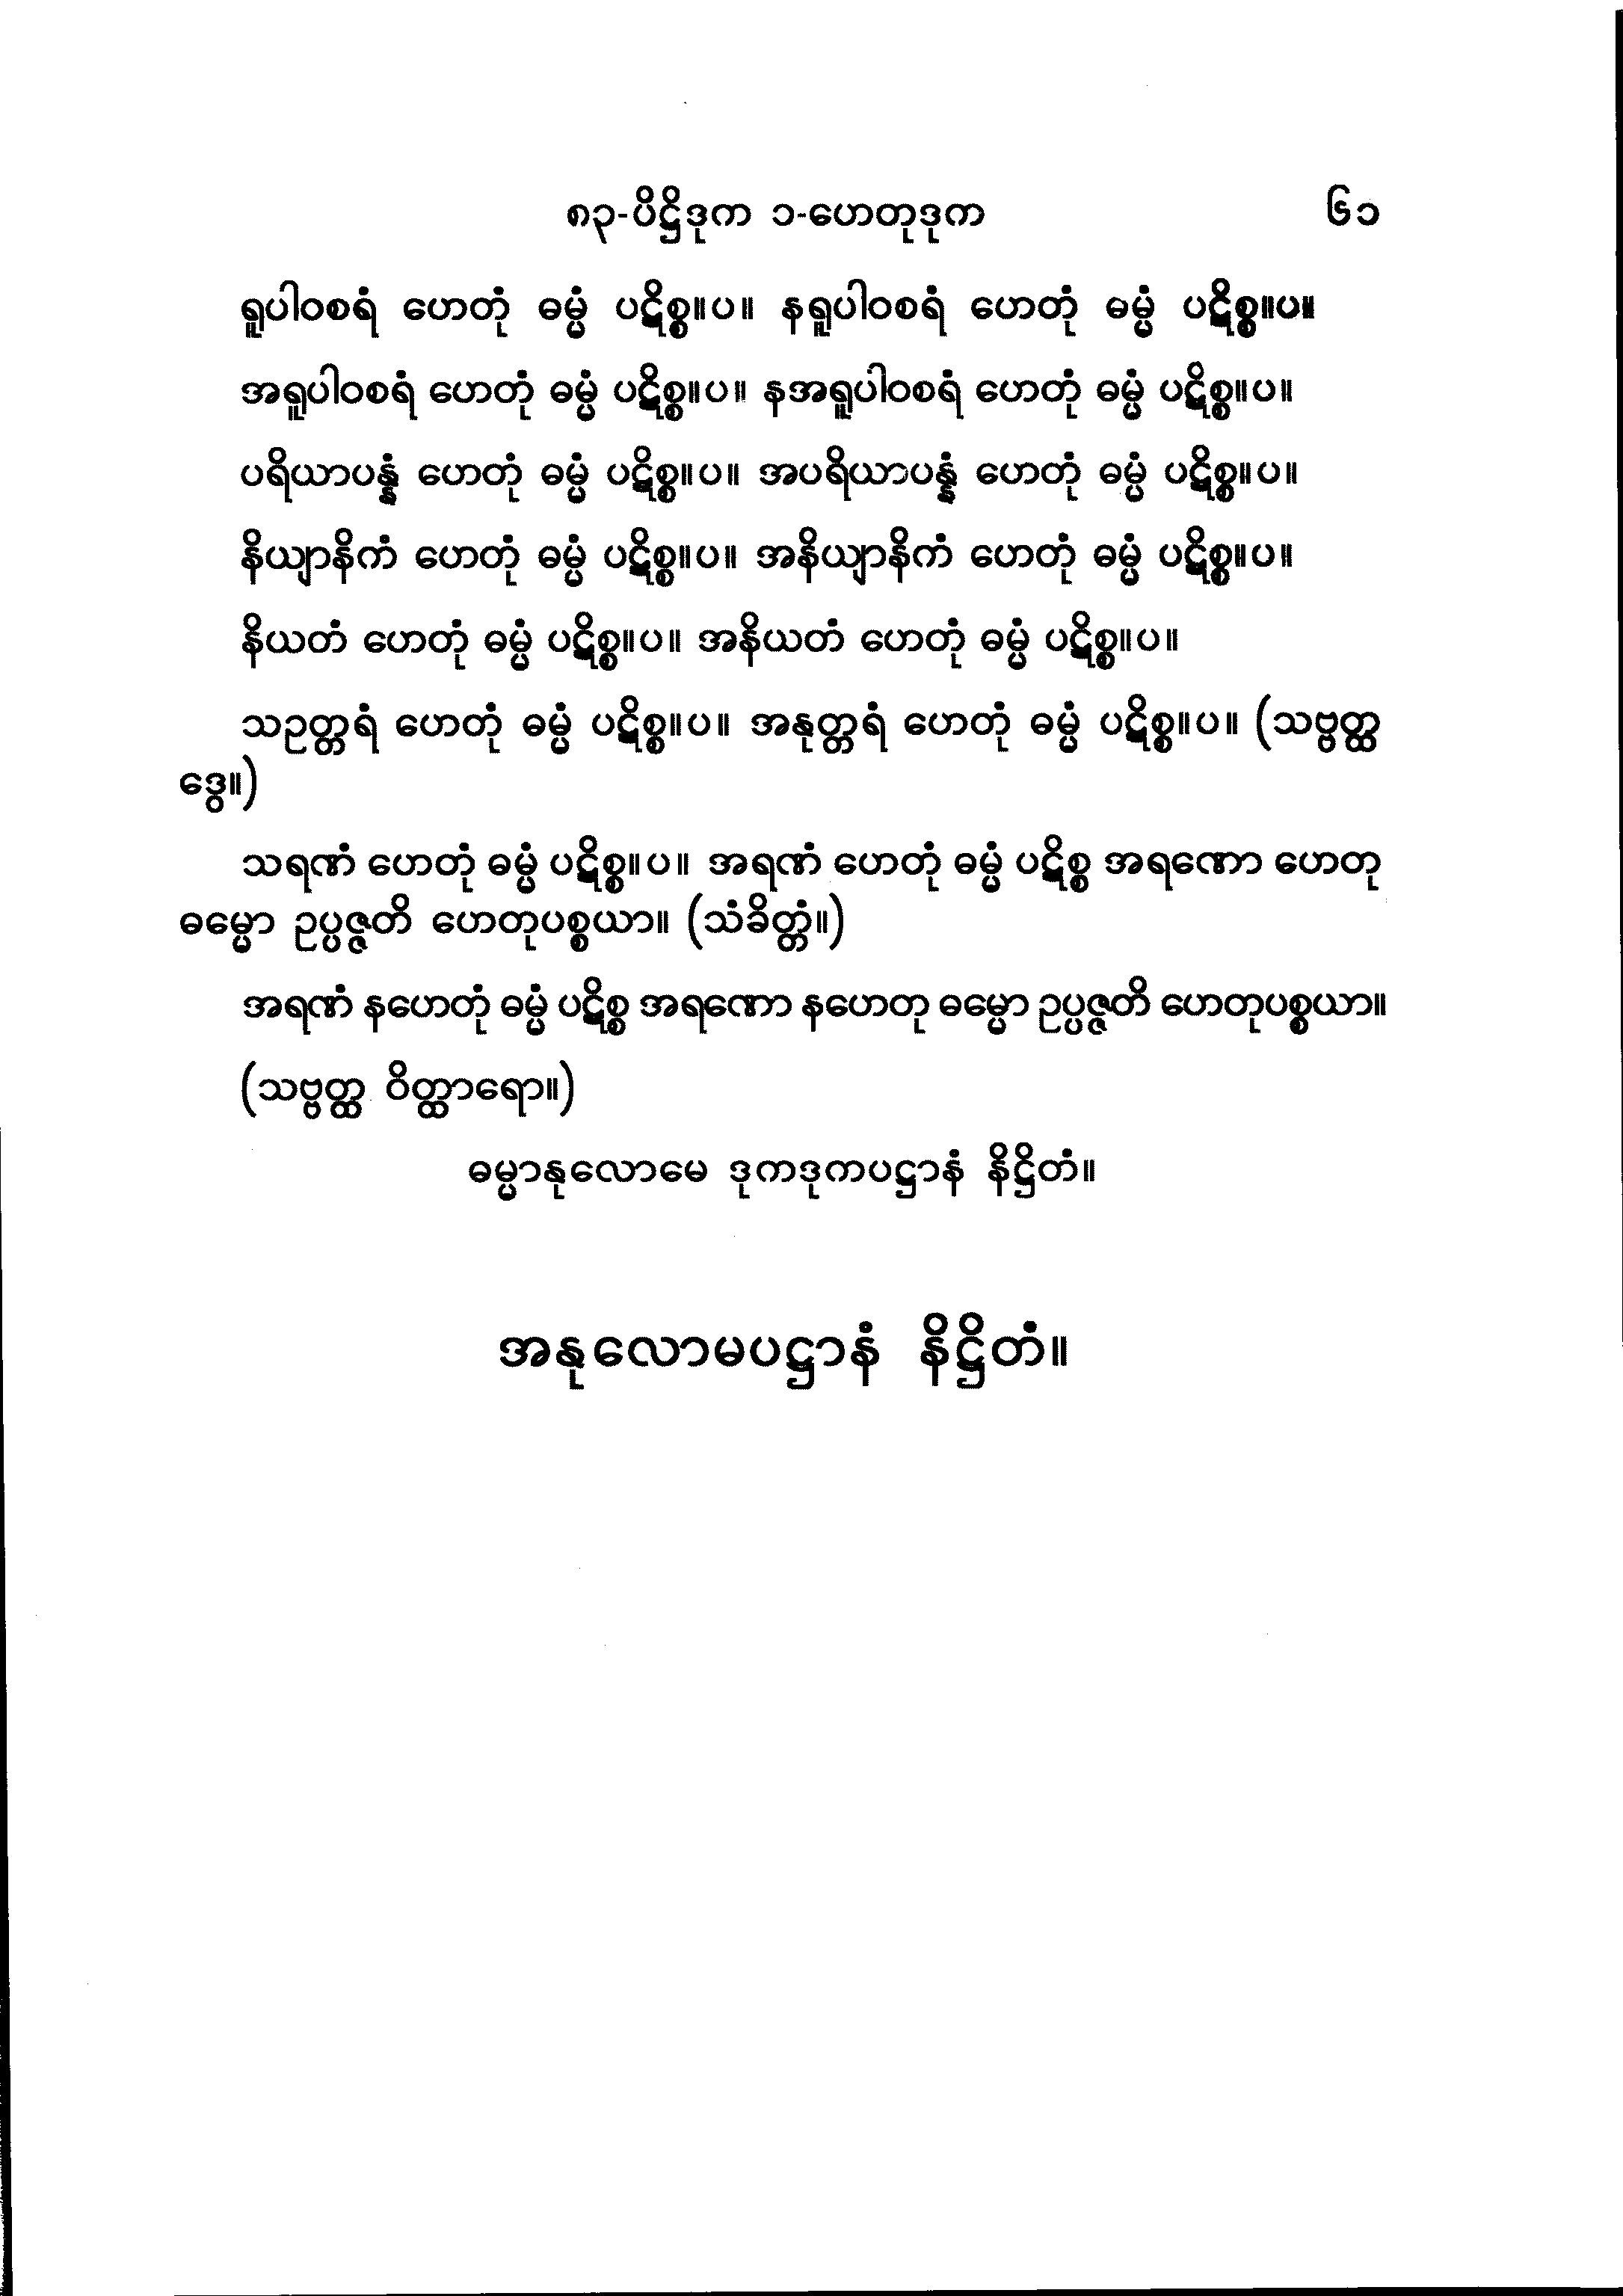 ၈၃-ပိဋ္ဌိဒုက ၁-ဟေတုဒုက ၆၁
ရူပါဝစရံ ဟေတုံ ဓမ္မံ ပဋိစ္စ။ပ။ နရူပါဝစရံ ဟေတုံ ဓမ္မံ ပဋိစ္စ။ပ။
အရူပါဝစရံ ဟေတုံ ဓမ္မံ ပဋိစ္စ။ပ။ နအရူပါဝစရံ ဟေတုံ ဓမ္မံ ပဋိစ္စ။ပ။
ပရိယာပန္နံ ဟေတုံ ဓမ္မံ ပဋိစ္စ။ပ။ အပရိယာပန္နံ ဟေတုံ ဓမ္မံ ပဋိစ္စ။ပ။
နိယျာနိကံ ဟေတုံ ဓမ္မံ ပဋိစ္စ။ပ။ အနိယျာနိကံ ဟေတုံ ဓမ္မံ ပဋိစ္စ။ပ။
နိယတံ ဟေတုံ ဓမ္မံ ပဋိစ္စ။ပ။ အနိယတံ ဟေတုံ ဓမ္မံ ပဋိစ္စ။ပ။
သဥတ္တရံ ဟေတုံ ဓမ္မံ ပဋိစ္စ။ပ။ အနုတ္တရံ ဟေတုံ ဓမ္မံ ပဋိစ္စ။ပ။ (သဗ္ဗတ္ထ
ဒွေ။)
သရဏံ ဟေတုံ ဓမ္မံ ပဋိစ္စ။ပ။ အရဏံ ဟေတုံ ဓမ္မံ ပဋိစ္စ အရဏော ဟေတု
ဓမ္မော ဥပ္ပဇ္ဇတိ ဟေတုပစ္စယာ။ (သံခိတ္တံ။)
အရဏံ နဟေတုံ ဓမ္မံ ပဋိစ္စ အရဏော နဟေတု ဓမ္မော ဥပ္ပဇ္ဇတိ ဟေတုပစ္စယာ။
(သဗ္ဗတ္ထ ဝိတ္ထာရော။)
ဓမ္မာနုလောမေ ဒုကဒုကပဋ္ဌာနံ နိဋ္ဌိတံ။
အနုလောမပဋ္ဌာနံ နိဋ္ဌိတံ။